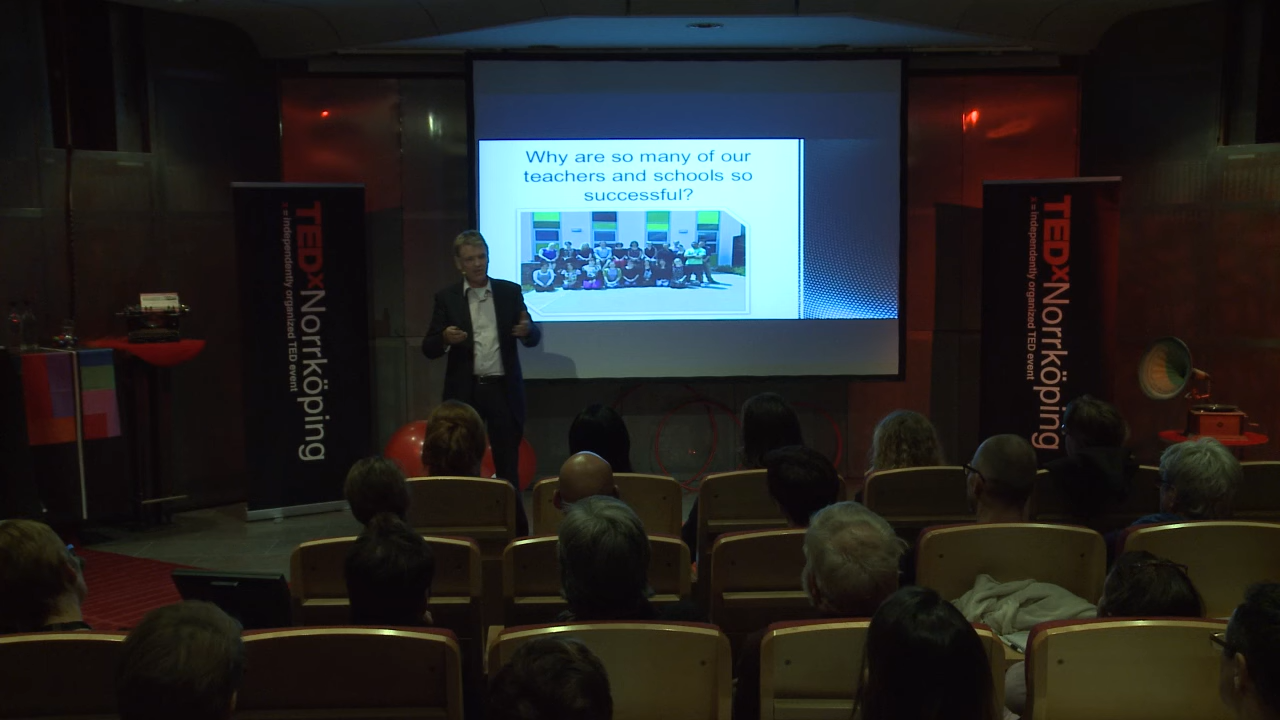 Why are so many of our
teachers and schools so
successful?
TEDxNorrköping
x = independently organized TED event
TEDxNorrköping
x = independently organized TED event